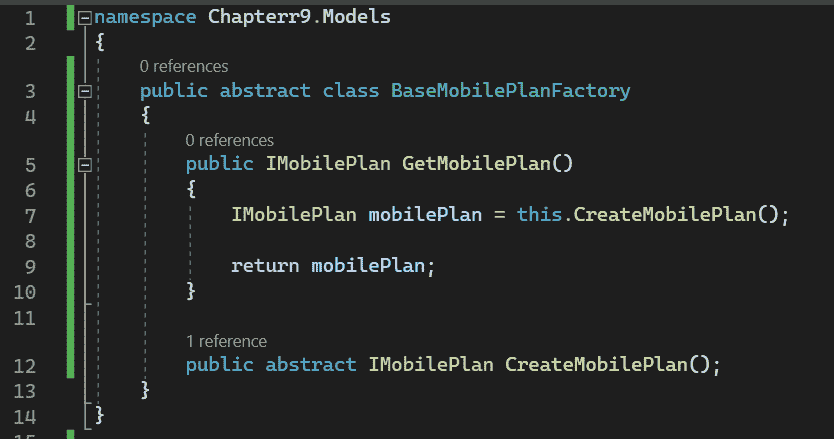 1 namespace Chapterr9.Models
2 {
0 references
3 public abstract class BaseMobilePlanFactory
4 {
0 references
5 public IMobilePlan GetMobilePlan()
6 {
7 IMobilePlan mobilePlan = this.CreateMobilePlan();
8
9 return mobilePlan;
10 }
11
1 reference
12 public abstract IMobilePlan CreateMobilePlan();
13 }
14 }